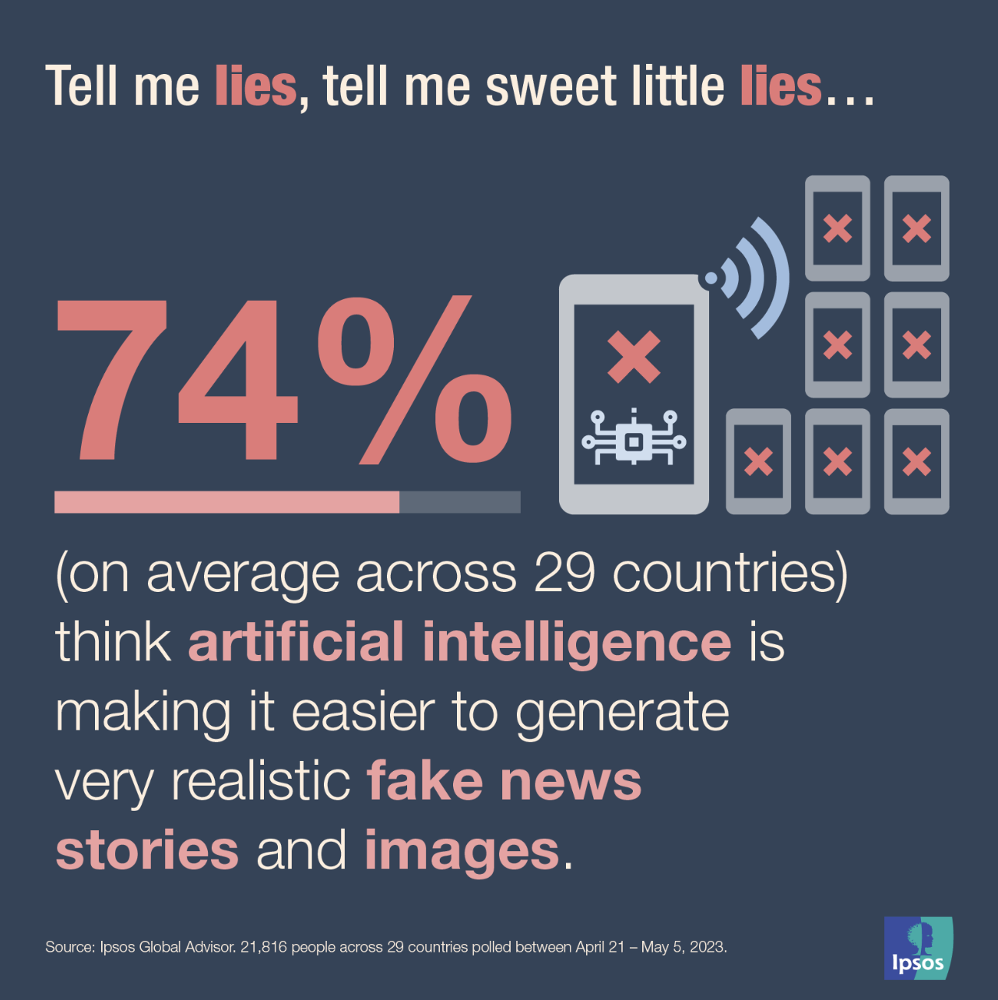 Tell me lies, tell me sweet little lies...
74%
(on average across 29 countries)
think artificial intelligence is
making it easier to generate
very realistic fake news
stories and images.
Source: Ipsos Global Advisor. 21,816 people across 29 countries polled between April 21 – May 5, 2023.
Ipsos